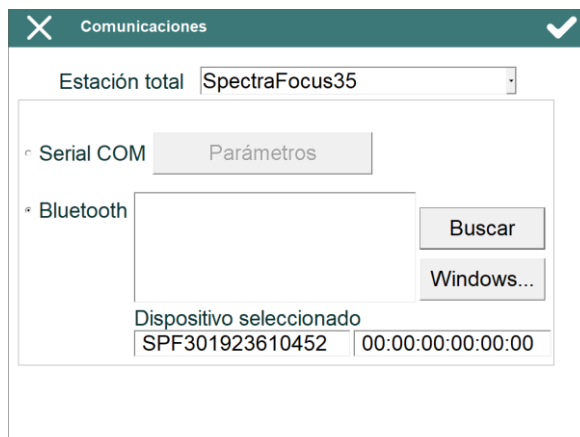 Comunicaciones
Estación total SpectraFocus35
Serial COM Parámetros
Bluetooth
Buscar
Windows...
Dispositivo seleccionado
SPF301923610452 00:00:00:00:00:00